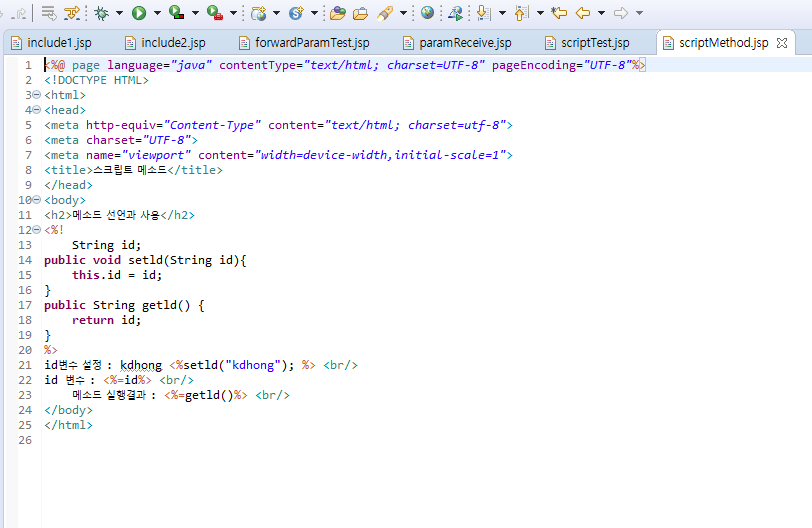 include1.jsp include2.jsp forwardParamTest.jsp paramReceive.jsp scriptTest.jsp scriptMethod.jsp
1 <%@ page language="java" contentType="text/html; charset=UTF-8" pageEncoding="UTF-8"%>
2 <!DOCTYPE HTML>
3 <html>
4 <head>
5 <meta http-equiv="Content-Type" content="text/html; charset=utf-8">
6 <meta charset="UTF-8">
7 <meta name="viewport" content="width=device-width,initial-scale=1">
8 <title>스크립트 메소드</title>
9 </head>
10 <body>
11 <h2>메소드 선언과 사용</h2>
12 <%!
13 String id;
14 public void setld(String id){
15 this.id = id;
16 }
17 public String getld() {
18 return id;
19 }
20 %>
21 id변수 설정 : kdhong <%setld("kdhong"); %> <br/>
22 id 변수 : <%=id%> <br/>
23 메소드 실행결과 : <%=getld()%> <br/>
24 </body>
25 </html>
26